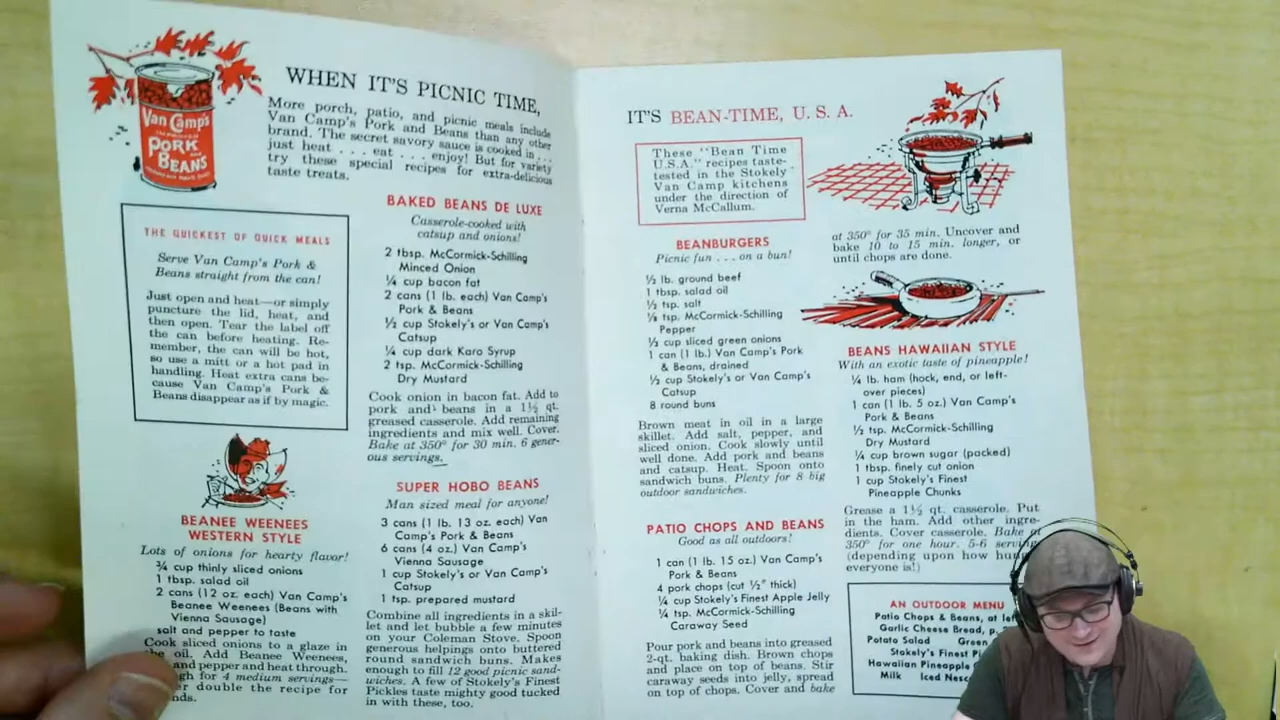 WHEN IT'S PICNIC TIME,
More porch, patio, and picnic meals include
Van Camp's Pork and Beans than any other
brand. The secret savory sauce is cooked in . . .
just heat . . . eat . . . enjoy! But for variety
try these special recipes for extra-delicious
taste treats.
Van Camp's
PORK
AND
BEANS
THE QUICKEST OF QUICK MEALS
Serve Van Camp's Pork &
Beans straight from the can!
Just open and heat—or simply
puncture the lid, heat, and
then open. Tear the label off
the can before heating. Re-
member, the can will be hot,
so use a mitt or a hot pad in
handling. Heat extra cans be-
cause Van Camp's Pork &
Beans disappear as if by magic.
BEANEE WEENEES
WESTERN STYLE
Lots of onions for hearty flavor!
¾ cup thinly sliced onions
1 tbsp. salad oil
2 cans (12 oz. each) Van Camp's
Beanee Weenees (Beans with
Vienna Sausage)
salt and pepper to taste
Cook sliced onions to a glaze in
the oil. Add Beanee Weenees,
and pepper and heat through.
for 4 medium servings—
double the recipe for
BAKED BEANS DE LUXE
Casserole-cooked with
catsup and onions!
2 tbsp. McCormick-Schilling
Minced Onion
¼ cup bacon fat
2 cans (1 lb. each) Van Camp's
Pork & Beans
½ cup Stokely's or Van Camp's
Catsup
¼ cup dark Karo Syrup
2 tsp. McCormick-Schilling
Dry Mustard
Cook onion in bacon fat. Add to
pork and beans in a 1½ qt.
greased casserole. Add remaining
ingredients and mix well. Cover.
Bake at 350° for 30 min. 6 gener-
ous servings.
SUPER HOBO BEANS
Man sized meal for anyone!
3 cans (1 lb. 13 oz. each) Van
Camp's Pork & Beans
6 cans (4 oz.) Van Camp's
Vienna Sausage
1 cup Stokely's or Van Camp's
Catsup
1 tsp. prepared mustard
Combine all ingredients in a skil-
let and let bubble a few minutes
on your Coleman Stove. Spoon
generous helpings onto buttered
round sandwich buns. Makes
enough to fill 12 good picnic sand-
wiches. A few of Stokely's Finest
Pickles taste mighty good tucked
in with these, too.
IT'S BEAN-TIME, U. S. A.
These "Bean Time
U.S.A." recipes taste-
tested in the Stokely
Van Camp kitchens
under the direction of
Verna McCallum.
BEANBURGERS
Picnic fun . . . on a bun!
½ lb. ground beef
1 tbsp. salad oil
½ tsp. salt
⅛ tsp. McCormick-Schilling
Pepper
½ cup sliced green onions
1 can (1 lb.) Van Camp's Pork
& Beans, drained
½ cup Stokely's or Van Camp's
Catsup
8 round buns
Brown meat in oil in a large
skillet. Add salt, pepper, and
sliced onion. Cook slowly until
well done. Add pork and beans
and catsup. Heat. Spoon onto
sandwich buns. Plenty for 8 big
outdoor sandwiches.
PATIO CHOPS AND BEANS
Good as all outdoors!
1 can (1 lb. 15 oz.) Van Camp's
Pork & Beans
4 pork chops (cut ½" thick)
¼ cup Stokely's Finest Apple Jelly
¼ tsp. McCormick-Schilling
Caraway Seed
Pour pork and beans into greased
2-qt. baking dish. Brown chops
and place on top of beans. Stir
caraway seeds into jelly, spread
on top of chops. Cover and bake
at 350° for 35 min. Uncover and
bake 10 to 15 min. longer, or
until chops are done.
BEANS HAWAIIAN STYLE
With an exotic taste of pineapple!
¼ lb. ham (hock, end, or left-
over pieces)
1 can (1 lb. 5 oz.) Van Camp's
Pork & Beans
½ tsp. McCormick-Schilling
Dry Mustard
¼ cup brown sugar (packed)
1 tbsp. finely cut onion
1 cup Stokely's Finest
Pineapple Chunks
Grease a 1½ qt. casserole. Put
in the ham. Add other ingre-
dients. Cover casserole. Bake at
350° for one hour. 5-6
(depending upon how
everyone is!)
AN OUTDOOR MENU
Patio Chops & Beans, at
Garlic Cheese Bread,
Potato Salad Green
Stokely's Finest
Hawaiian Pineapple
Milk Iced